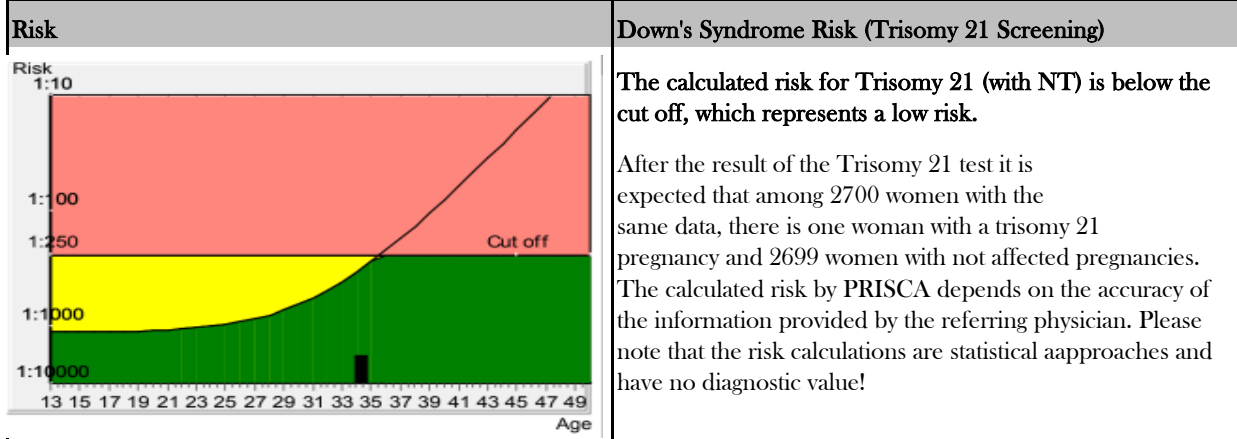 Risk
Risk
1:10
1:100
1:250
Cut off
1:1000
1:10000
13 15 17 19 21 23 25 27 29 31 33 35 37 39 41 43 45 47 49
Age
Down's Syndrome Risk (Trisomy 21 Screening)
The calculated risk for Trisomy 21 (with NT) is below the
cut off, which represents a low risk.
After the result of the Trisomy 21 test it is
expected that among 2700 women with the
same data, there is one woman with a trisomy 21
pregnancy and 2699 women with not affected pregnancies.
The calculated risk by PRISCA depends on the accuracy of
the information provided by the referring physician. Please
note that the risk calculations are statistical aapproaches and
have no diagnostic value!